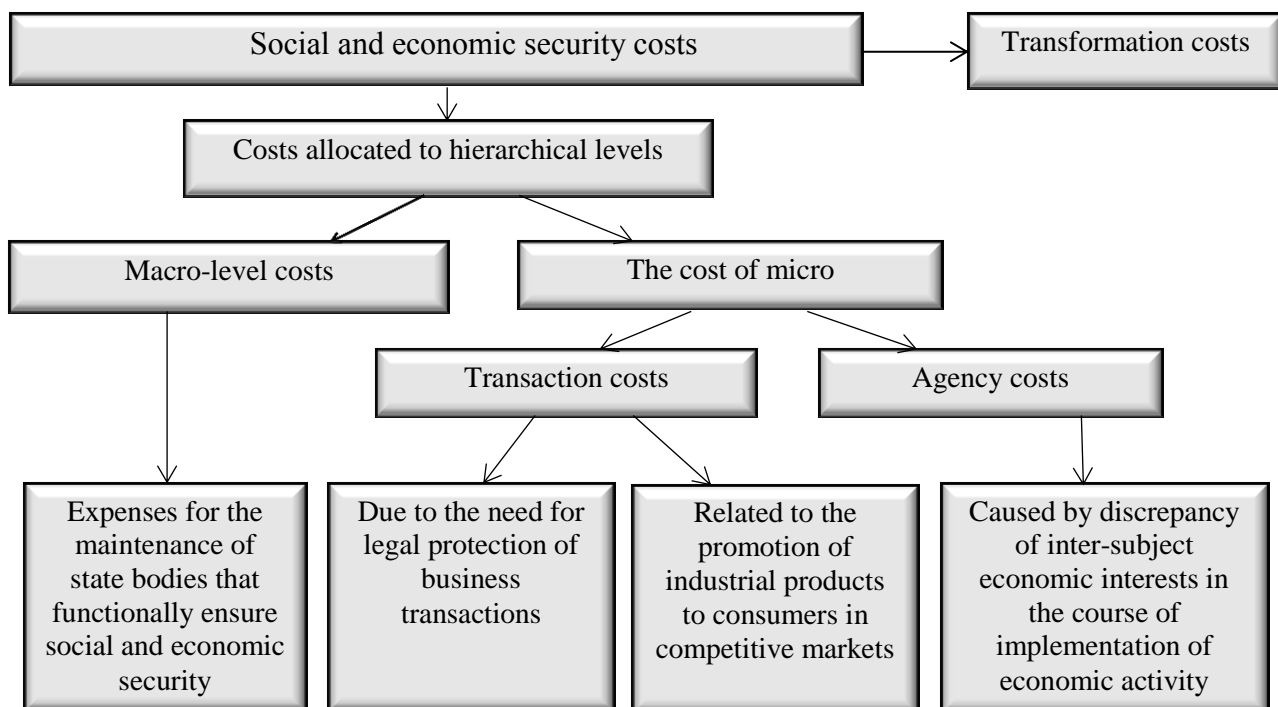 Social and economic security costs
Transformation costs
Costs allocated to hierarchical levels
Macro-level costs
The cost of micro
Transaction costs
Agency costs
Expenses for the
maintenance of
state bodies that
functionally ensure
social and economic
security
Due to the need for
legal protection of
business
transactions
Related to the
promotion of
industrial products
to consumers in
competitive markets
Caused by discrepancy
of inter-subject
economic interests in
the course of
implementation of
economic activity